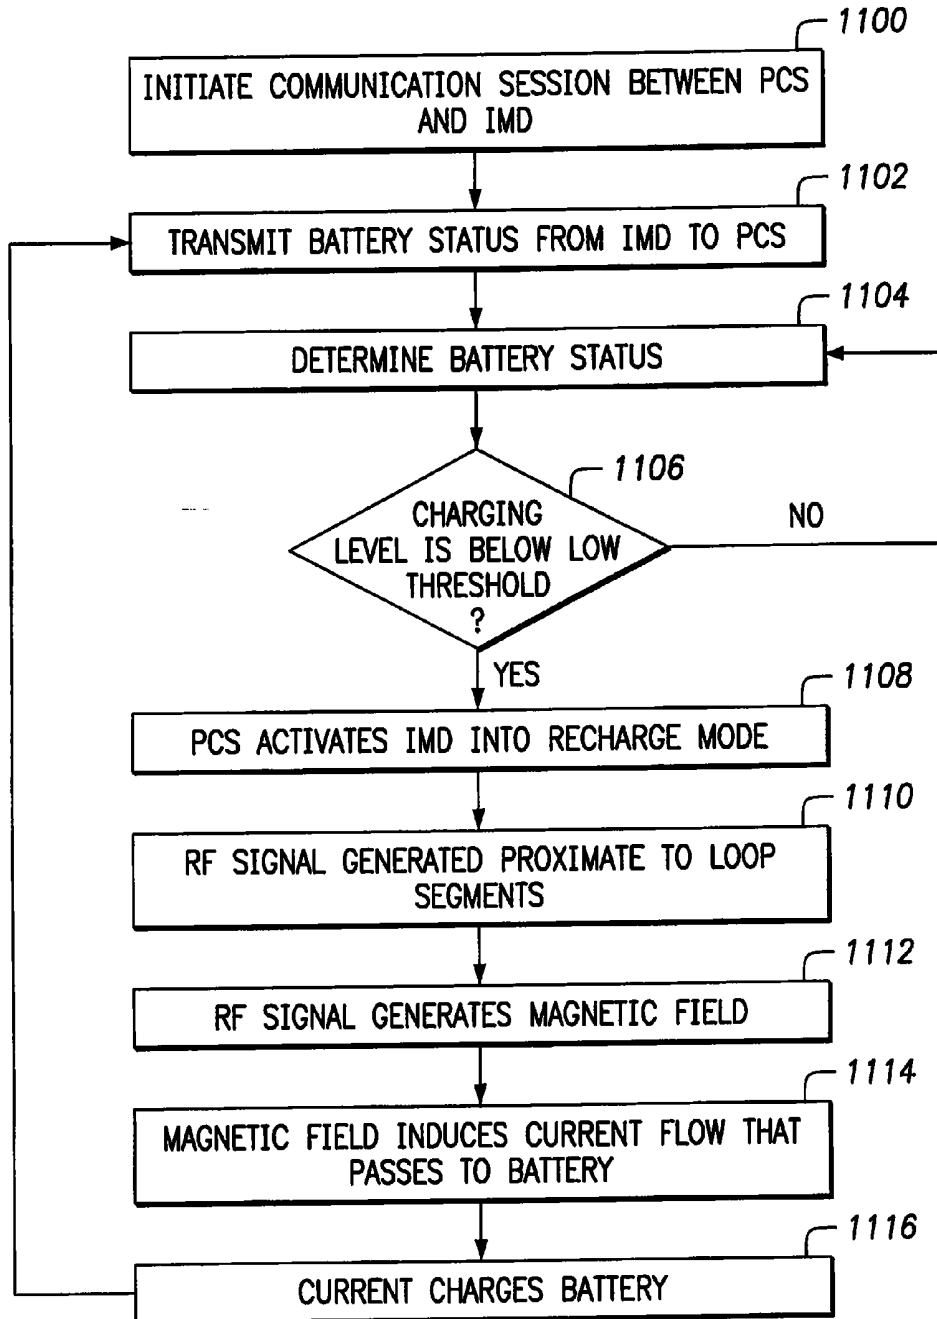 1100
INITIATE COMMUNICATION SESSION BETWEEN PCS
AND IMD
1102
TRANSMIT BATTERY STATUS FROM IMD TO PCS
1104
DETERMINE BATTERY STATUS
1106
CHARGING
LEVEL IS BELOW LOW
THRESHOLD
?
NO
YES
1108
PCS ACTIVATES IMD INTO RECHARGE MODE
1110
RF SIGNAL GENERATED PROXIMATE TO LOOP
SEGMENTS
1112
RF SIGNAL GENERATES MAGNETIC FIELD
1114
MAGNETIC FIELD INDUCES CURRENT FLOW THAT
PASSES TO BATTERY
1116
CURRENT CHARGES BATTERY